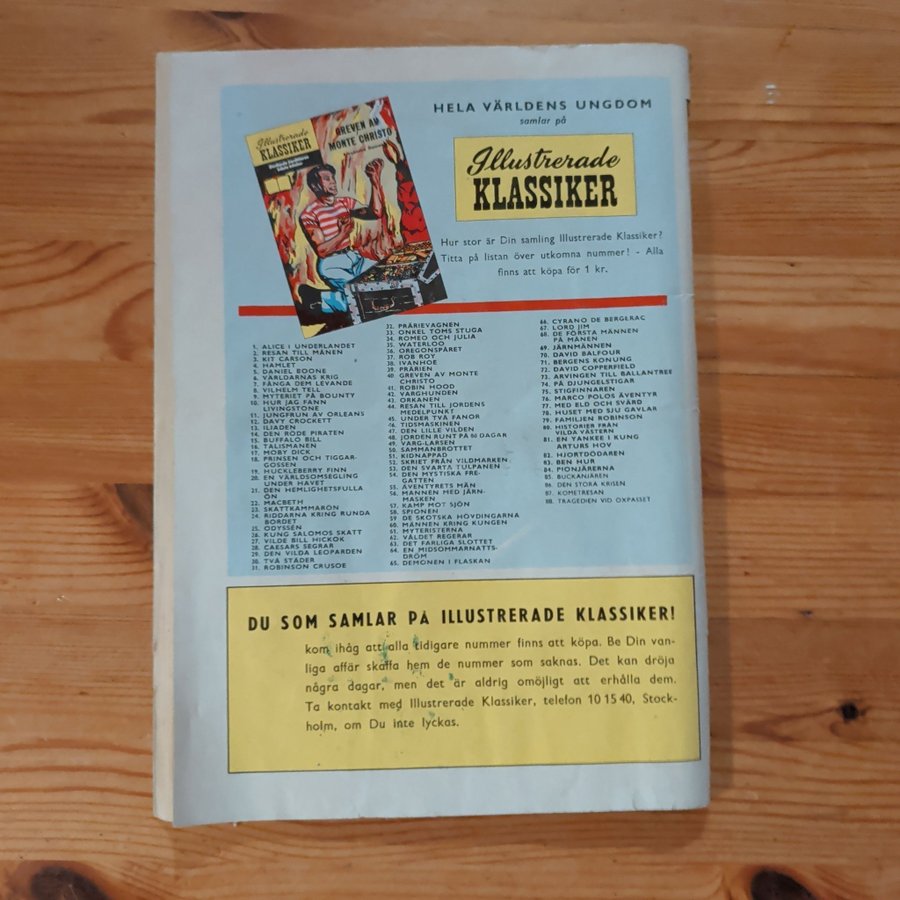 Illustrerade
KLASSIKER
GREVEN AV
MONTE CHRISTO
HELA VÄRLDENS UNGDOM
samlar på
Illustrerade
KLASSIKER
Hur stor är Din samling Illustrerade Klassiker?
Titta på listan över utkomna nummer! - Alla
finns att köpa för 1 kr.
1. ALICE I UNDERLANDET
2. RESAN TILL MÅNEN
3. KIT CARSON
4. HAMLET
5. DANIEL BOONE
6. VÄRLDARNAS KRIG
7. FÅNGA DEM LEVANDE
8. VILHELM TELL
9. MYTERIET PÅ BOUNTY
10. HUR JAG FANN
LIVINGSTONE
11. JUNGFRUN AV ORLEANS
12. DAVY CROCKETT
13. ILIADEN
14. DEN RÖDE PIRATEN
15. BUFFALO BILL
16. TALISMANEN
17. MOBY DICK
18. PRINSEN OCH TIGGAR-
GOSSEN
19. HUCKLEBERRY FINN
20. EN VÄRLDSOMSEGLING
UNDER HAVET
21. DEN HEMLIGHETSFULLA
ÖN
22. MACBETH
23. SKATTKAMMARÖN
24. RIDDARNA KRING RUNDA
BORDET
25. ODYSSÉN
26. KUNG SALOMOS SKATT
27. VILDE BILL HICKOK
28. CAESARS SEGRAR
29. DEN VILDA LEOPARDEN
30. TVÅ STÄDER
31. ROBINSON CRUSOE
32. PRÄRIEVAGNEN
33. ONKEL TOMS STUGA
34. ROMEO OCH JULIA
35. WATERLOO
36. OREGONSPÅRET
37. ROB ROY
38. IVANHOE
39. PRÄRIEN
40. GREVEN AV MONTE
CHRISTO
41. ROBIN HOOD
42. VARGHUNDEN
43. ORKANEN
44. RESAN TILL JORDENS
MEDELPUNKT
45. UNDER TVÅ FANOR
46. TIDSMASKINEN
47. DEN LILLE VILDEN
48. JORDEN RUNT PÅ 80 DAGAR
49. VARG-LARSEN
50. SAMMANBROTTET
51. KIDNAPPAD
52. SKRIET FRÅN VILDMARKEN
53. DEN SVARTA TULPANEN
54. DEN MYSTISKA FRE-
GATTEN
55. ÄVENTYRETS MÄN
56. MANNEN MED JÄRN-
MASKEN
57. KAMP MOT SJÖN
58. SPIONEN
59. DE SKOTSKA HÖVDINGARNA
60. MÄNNEN KRING KUNGEN
61. MYTERISTERNA
62. VÅLDET REGERAR
63. DET FARLIGA SLOTTET
64. EN MIDSOMMARNATTS-
DRÖM
65. DEMONEN I FLASKAN
66. CYRANO DE BERGERAC
67. LORD JIM
68. DE FÖRSTA MÄNNEN
PÅ MÅNEN
69. JÄRNMÄNNEN
70. DAVID BALFOUR
71. BERGENS KONUNG
72. DAVID COPPERFIELD
73. ARVINGEN TILL BALLANTREE
74. PÅ DJUNGELSTIGAR
75. STIGFINNAREN
76. MARCO POLOS ÄVENTYR
77. MED ELD OCH SVÄRD
78. HUSET MED SJU GAVLAR
79. FAMILJEN ROBINSON
80. HISTORIER FRÅN
VILDA VÄSTERN
81. EN YANKEE I KUNG
ARTURS HOV
82. HJORTDÖDAREN
83. BEN HUR
84. PIONJÄRERNA
85. BUCKANJÄREN
86. DEN STORA KRISEN
87. KOMETRESAN
88. TRAGEDIEN VID OXPASSET
DU SOM SAMLAR PÅ ILLUSTRERADE KLASSIKER!
kom ihåg att alla tidigare nummer finns att köpa. Be Din van-
liga affär skaffa hem de nummer som saknas. Det kan dröja
några dagar, men det är aldrig omöjligt att erhålla dem.
Ta kontakt med Illustrerade Klassiker, telefon 10 15 40, Stock-
holm, om Du inte lyckas.